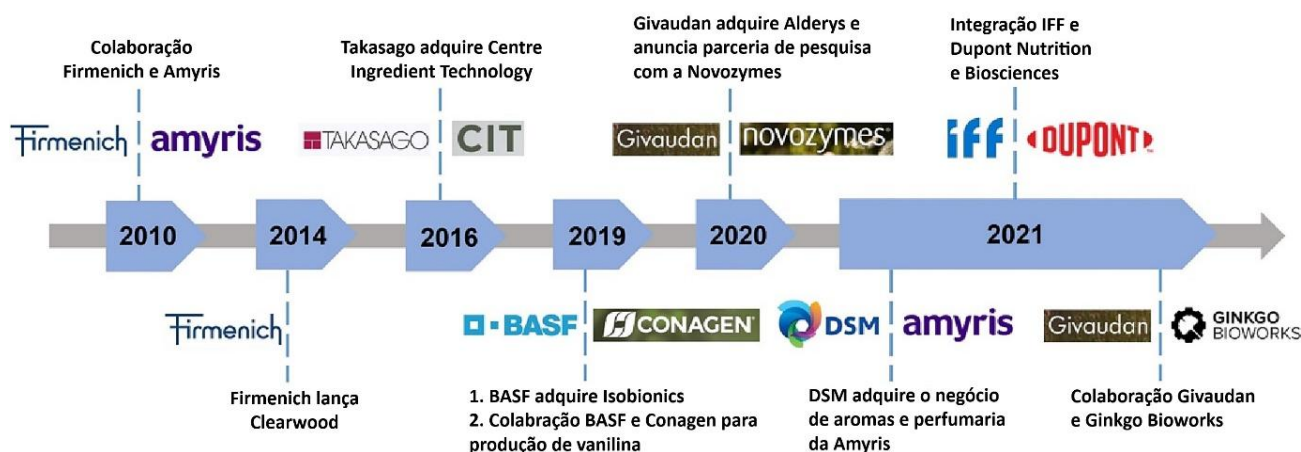 Colaboração
Firmenich e Amyris
Takasago adquire Centre
Ingredient Technology
Givaudan adquire Alderys e
anuncia parceria de pesquisa
com a Novozymes
Integração IFF e
Dupont Nutrition
e Biosciences
Firmenich
amyris
TAKASAGO
CIT
Givaudan
novozymes
iff
DUPONT
2010
2014
2016
2019
2020
2021
Firmenich
BASF
CONAGEN
DSM
amyris
Givaudan
GINKGO
BIOWORKS
Firmenich lança
Clearwood
1. BASF adquire Isobionics
2. Colabração BASF e Conagen para
produção de vanilina
DSM adquire o negócio
de aromas e perfumaria
da Amyris
Colaboração Givaudan
e Ginkgo Bioworks